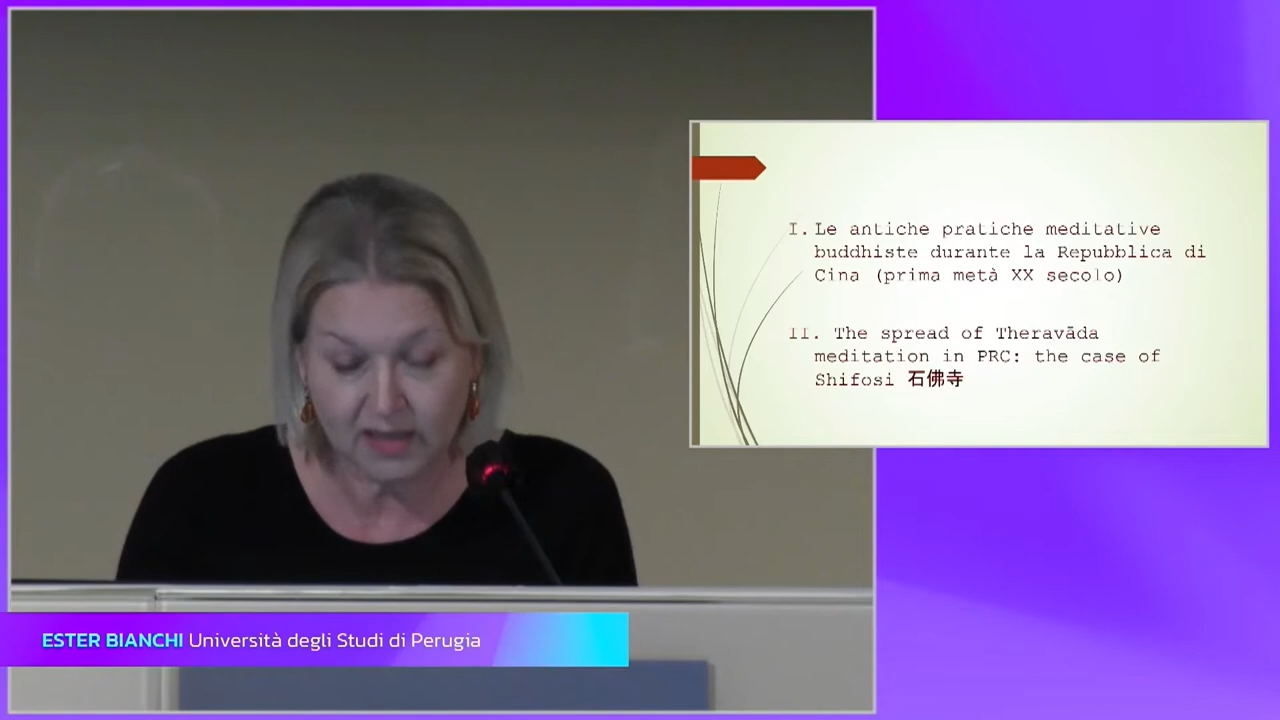 I. Le antiche pratiche meditative
buddhiste durante la Repubblica di
Cina (prima metà XX secolo)
II. The spread of Theravāda
meditation in PRC: the case of
Shifosi 石佛寺
ESTER BIANCHI Università degli Studi di Perugia